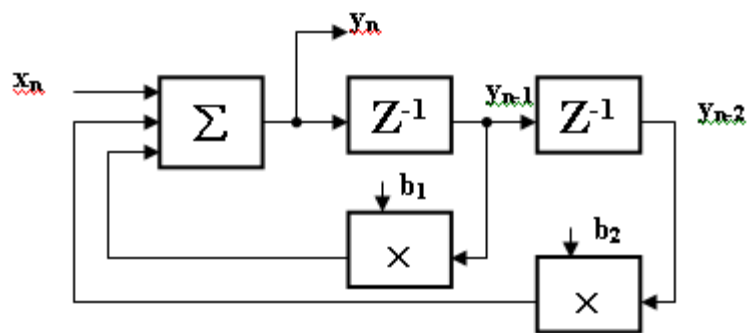 yₙ
xₙ
Σ
Z⁻¹
yₙ₋₁
Z⁻¹
yₙ₋₂
b₁
×
b₂
×